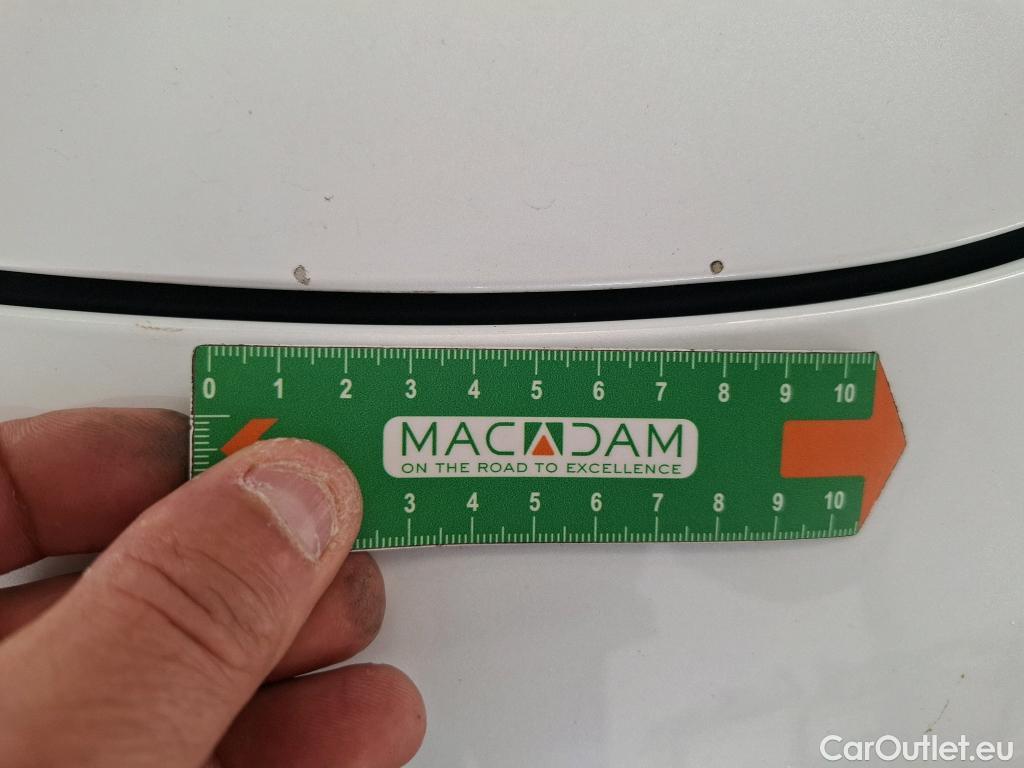 0 1 2 3 4 5 6 7 8 9 10
MACADAM
ON THE ROAD TO EXCELLENCE
3 4 5 6 7 8 9 10
CarOutlet.eu